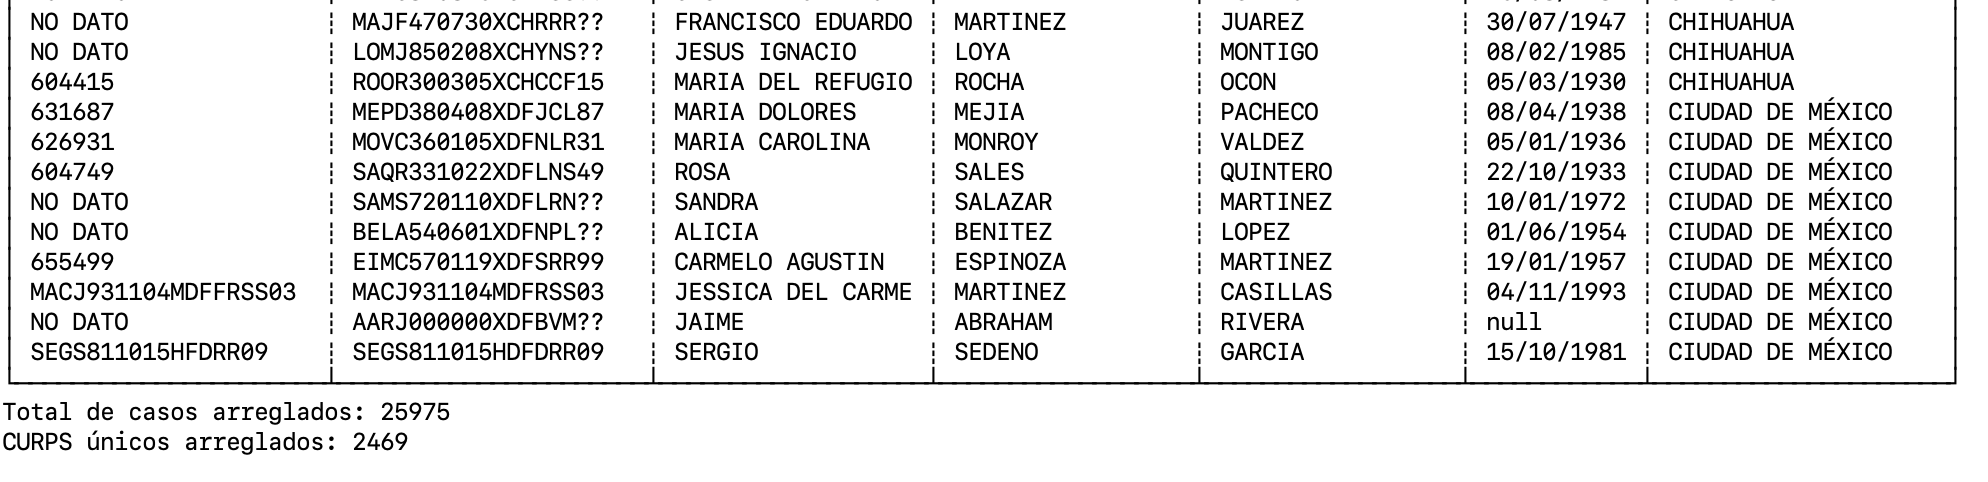 NO DATO MAJF470730XCHRRR?? FRANCISCO EDUARDO MARTINEZ JUAREZ 30/07/1947 CHIHUAHUA
NO DATO LOMJ850208XCHYNS?? JESUS IGNACIO LOYA MONTIGO 08/02/1985 CHIHUAHUA
604415 ROOR300305XCHCCF15 MARIA DEL REFUGIO ROCHA OCON 05/03/1930 CHIHUAHUA
631687 MEPD380408XDFJCL87 MARIA DOLORES MEJIA PACHECO 08/04/1938 CIUDAD DE MÉXICO
626931 MOVC360105XDFNLR31 MARIA CAROLINA MONROY VALDEZ 05/01/1936 CIUDAD DE MÉXICO
604749 SAQR331022XDFLNS49 ROSA SALES QUINTERO 22/10/1933 CIUDAD DE MÉXICO
NO DATO SAMS720110XDFLRN?? SANDRA SALAZAR MARTINEZ 10/01/1972 CIUDAD DE MÉXICO
NO DATO BELA540601XDFNPL?? ALICIA BENITEZ LOPEZ 01/06/1954 CIUDAD DE MÉXICO
655499 EIMC570119XDFSRR99 CARMELO AGUSTIN ESPINOZA MARTINEZ 19/01/1957 CIUDAD DE MÉXICO
MACJ931104MDFFRSS03 MACJ931104MDFRSS03 JESSICA DEL CARME MARTINEZ CASILLAS 04/11/1993 CIUDAD DE MÉXICO
NO DATO AARJ000000XDFBVM?? JAIME ABRAHAM RIVERA null CIUDAD DE MÉXICO
SEGS811015HFDRR09 SEGS811015HDFDRR09 SERGIO SEDENO GARCIA 15/10/1981 CIUDAD DE MÉXICO
Total de casos arreglados: 25975
CURPS únicos arreglados: 2469